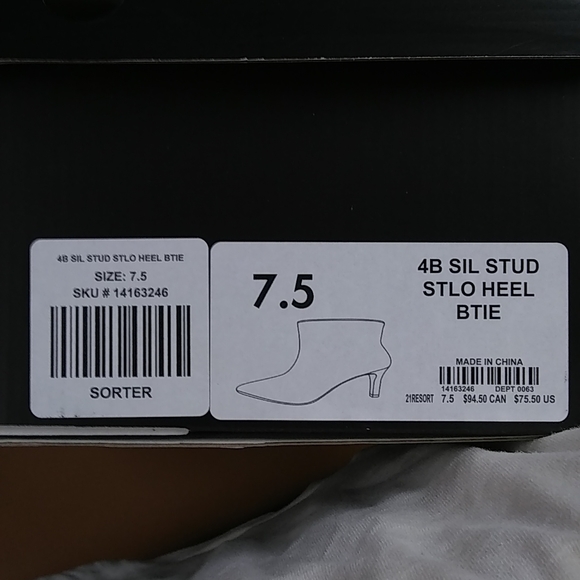 4B SIL STUD STLO HEEL BTIE
SIZE: 7.5
SKU # 14163246
SORTER
7.5
4B SIL STUD
STLO HEEL
BTIE
MADE IN CHINA
14163246 DEPT 0063
21RESORT 7.5 $94.50 CAN $75.50 US